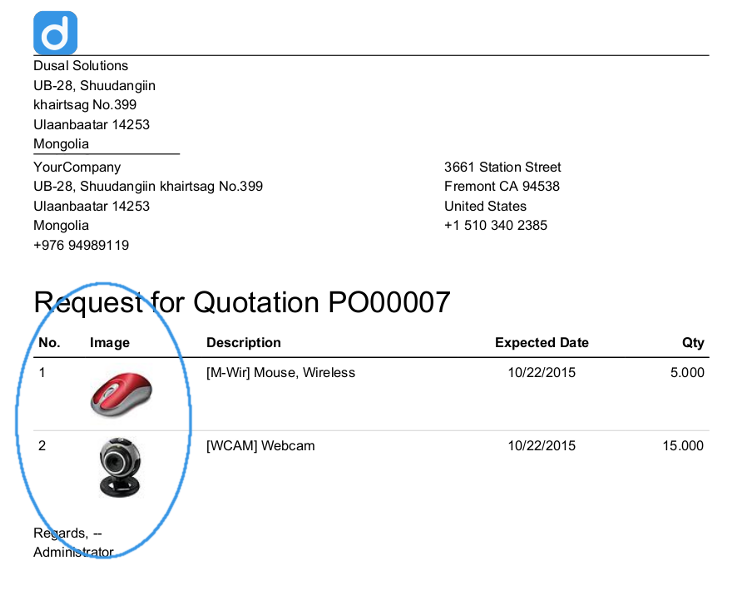 d
Dusal Solutions
UB-28, Shuudangiin
khairtsag No.399
Ulaanbaatar 14253
Mongolia
YourCompany
UB-28, Shuudangiin khairtsag No.399
Ulaanbaatar 14253
Mongolia
+976 94989119
3661 Station Street
Fremont CA 94538
United States
+1 510 340 2385
Request for Quotation PO00007
No. Image Description Expected Date Qty
1 [M-Wir] Mouse, Wireless 10/22/2015 5.000
2 [WCAM] Webcam 10/22/2015 15.000
Regards, --
Administrator